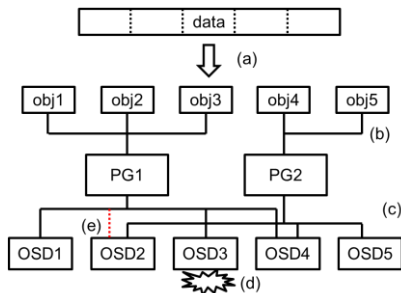 data
(a)
obj1 obj2 obj3 obj4 obj5
(b)
PG1 PG2
(c)
(e)
OSD1 OSD2 OSD3 OSD4 OSD5
(d)